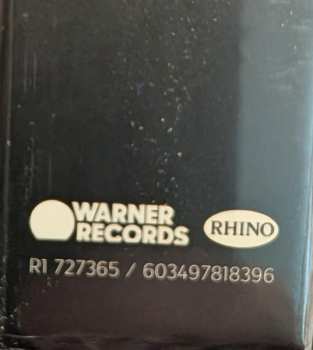 WARNER
RECORDS
RHINO
R1 727365 / 603497818396